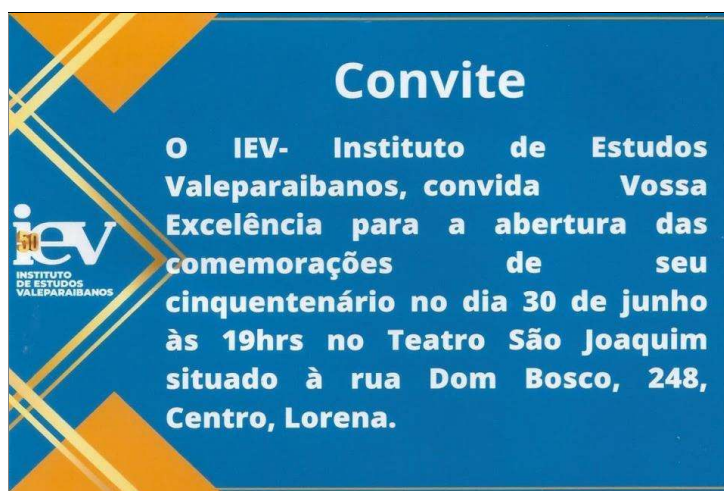 Convite
O IEV- Instituto de Estudos
Valeparaibanos, convida Vossa
Excelência para a abertura das
comemorações de seu
cinquentenário no dia 30 de junho
às 19hrs no Teatro São Joaquim
situado à rua Dom Bosco, 248,
Centro, Lorena.
iev
50
INSTITUTO
DE ESTUDOS
VALEPARAIBANOS